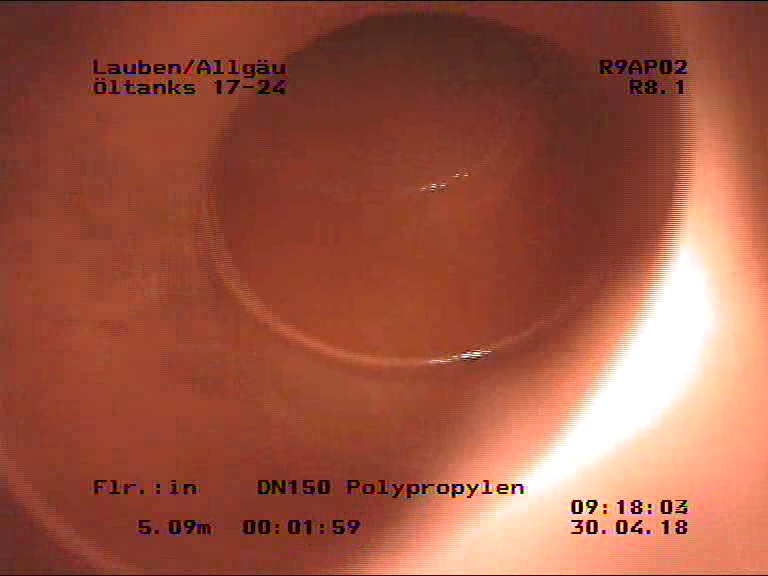 Lauben/Allgäu R9AP02
Öltanks 17-24 R8.1
Flr.:in DN150 Polypropylen
09:18:03
5.09m 00:01:59 30.04.18